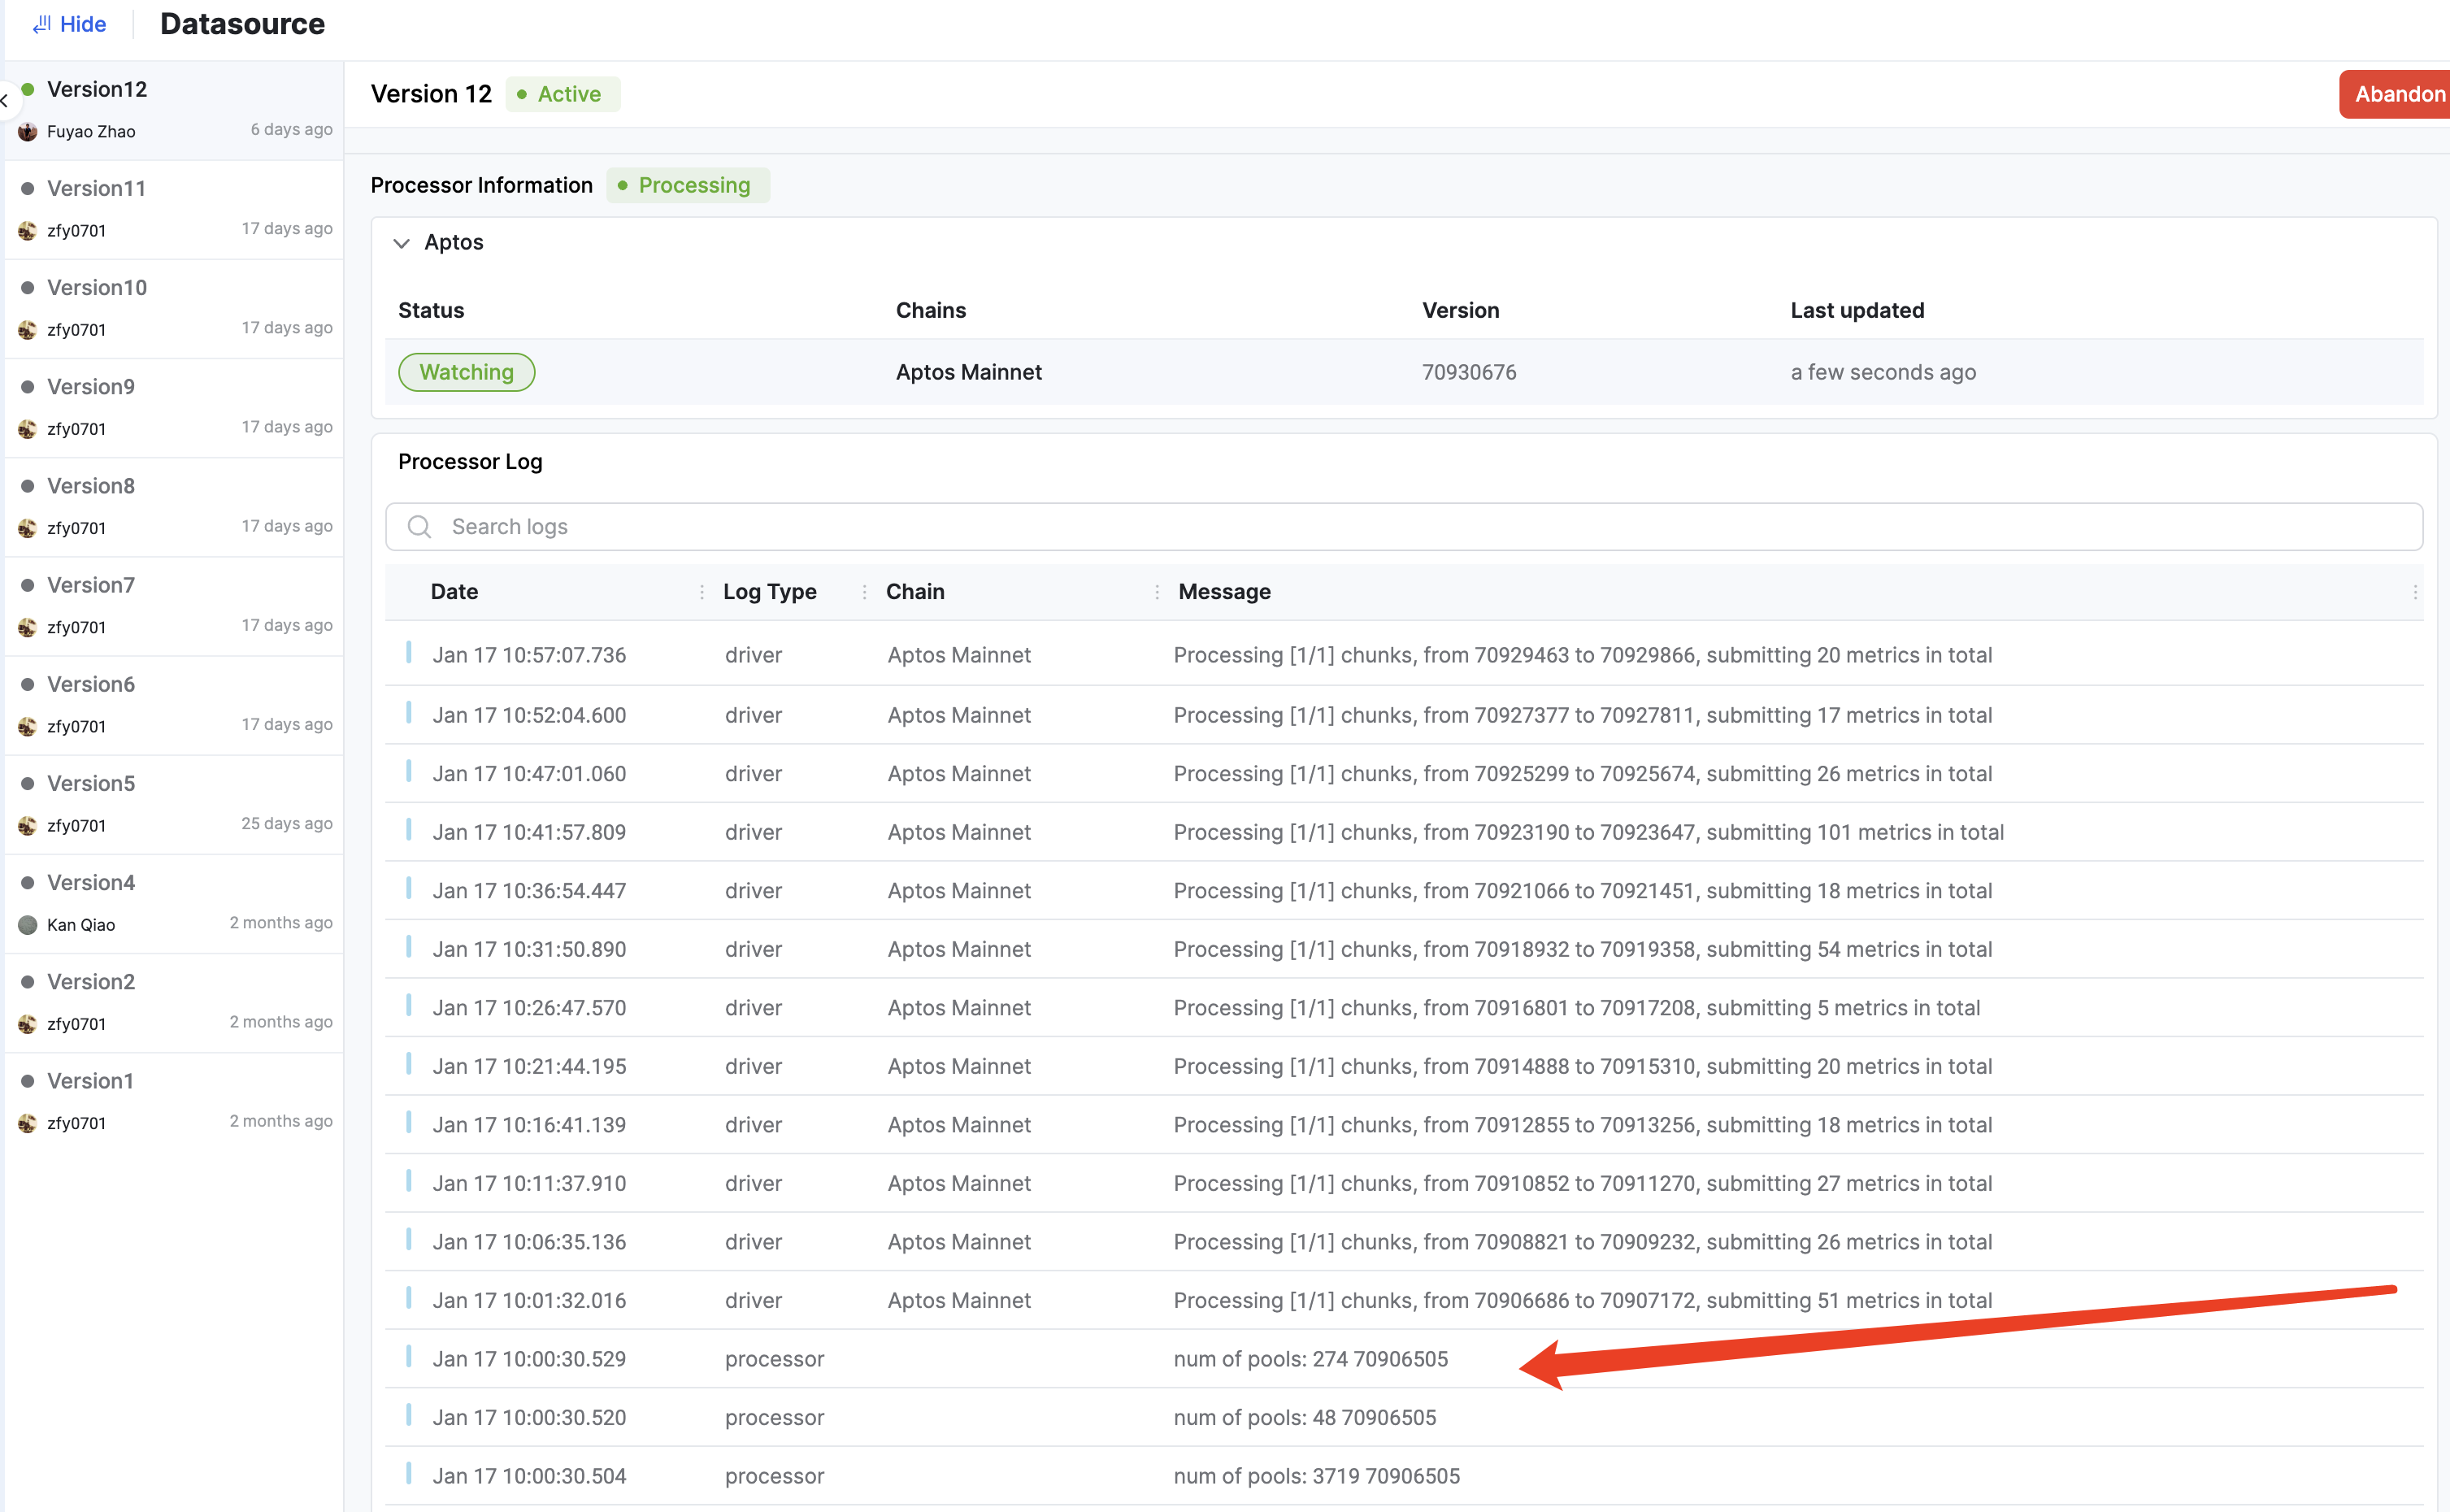 Hide
Datasource
Version12
Fuyao Zhao 6 days ago
Version11
zfy0701 17 days ago
Version10
zfy0701 17 days ago
Version9
zfy0701 17 days ago
Version8
zfy0701 17 days ago
Version7
zfy0701 17 days ago
Version6
zfy0701 17 days ago
Version5
zfy0701 25 days ago
Version4
Kan Qiao 2 months ago
Version2
zfy0701 2 months ago
Version1
zfy0701 2 months ago
Version 12 Active
Abandon
Processor Information Processing
Aptos
Status Chains Version Last updated
Watching Aptos Mainnet 70930676 a few seconds ago
Processor Log
Search logs
Date Log Type Chain Message
Jan 17 10:57:07.736 driver Aptos Mainnet Processing [1/1] chunks, from 70929463 to 70929866, submitting 20 metrics in total
Jan 17 10:52:04.600 driver Aptos Mainnet Processing [1/1] chunks, from 70927377 to 70927811, submitting 17 metrics in total
Jan 17 10:47:01.060 driver Aptos Mainnet Processing [1/1] chunks, from 70925299 to 70925674, submitting 26 metrics in total
Jan 17 10:41:57.809 driver Aptos Mainnet Processing [1/1] chunks, from 70923190 to 70923647, submitting 101 metrics in total
Jan 17 10:36:54.447 driver Aptos Mainnet Processing [1/1] chunks, from 70921066 to 70921451, submitting 18 metrics in total
Jan 17 10:31:50.890 driver Aptos Mainnet Processing [1/1] chunks, from 70918932 to 70919358, submitting 54 metrics in total
Jan 17 10:26:47.570 driver Aptos Mainnet Processing [1/1] chunks, from 70916801 to 70917208, submitting 5 metrics in total
Jan 17 10:21:44.195 driver Aptos Mainnet Processing [1/1] chunks, from 70914888 to 70915310, submitting 20 metrics in total
Jan 17 10:16:41.139 driver Aptos Mainnet Processing [1/1] chunks, from 70912855 to 70913256, submitting 18 metrics in total
Jan 17 10:11:37.910 driver Aptos Mainnet Processing [1/1] chunks, from 70910852 to 70911270, submitting 27 metrics in total
Jan 17 10:06:35.136 driver Aptos Mainnet Processing [1/1] chunks, from 70908821 to 70909232, submitting 26 metrics in total
Jan 17 10:01:32.016 driver Aptos Mainnet Processing [1/1] chunks, from 70906686 to 70907172, submitting 51 metrics in total
Jan 17 10:00:30.529 processor num of pools: 274 70906505
Jan 17 10:00:30.520 processor num of pools: 48 70906505
Jan 17 10:00:30.504 processor num of pools: 3719 70906505